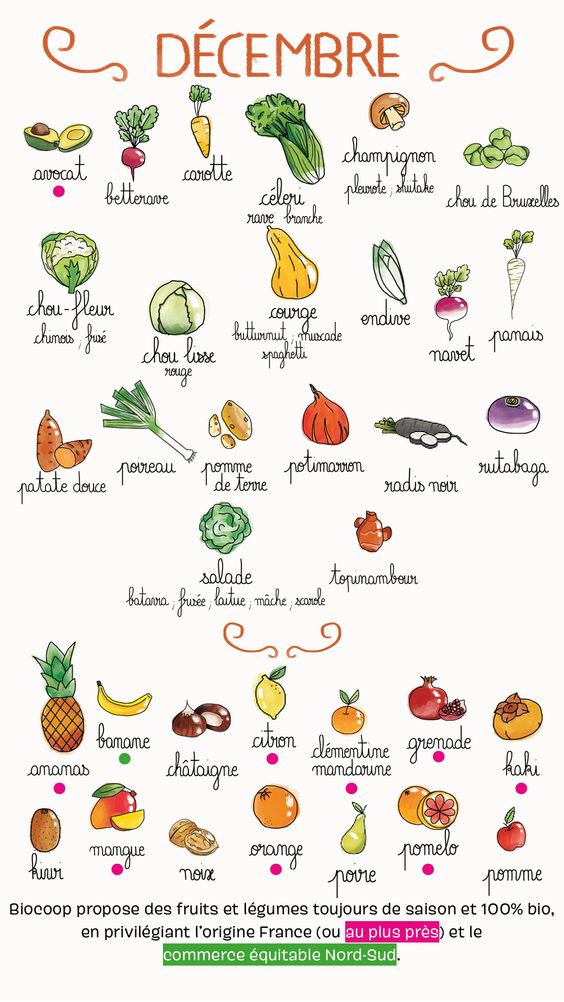 DÉCEMBRE
avocat
betterave
carotte
céleri
rave branche
champignon
pleurote ; shiitake
chou de Bruxelles
chou-fleur
chinois ; frisé
chou lisse
rouge
courge
butternut ; muscade
spaghetti
endive
navet
panais
patate douce
poireau
pomme
de terre
potimarron
radis noir
rutabaga
salade
batavia ; frisée ; laitue ; mâche ; scarole
topinambour
ananas
banane
châtaigne
citron
clémentine
mandarine
grenade
kaki
kiwi
mangue
noix
orange
poire
pomelo
pomme
Biocoop propose des fruits et légumes toujours de saison et 100% bio,
en privilégiant l'origine France (ou au plus près) et le
commerce équitable Nord-Sud.